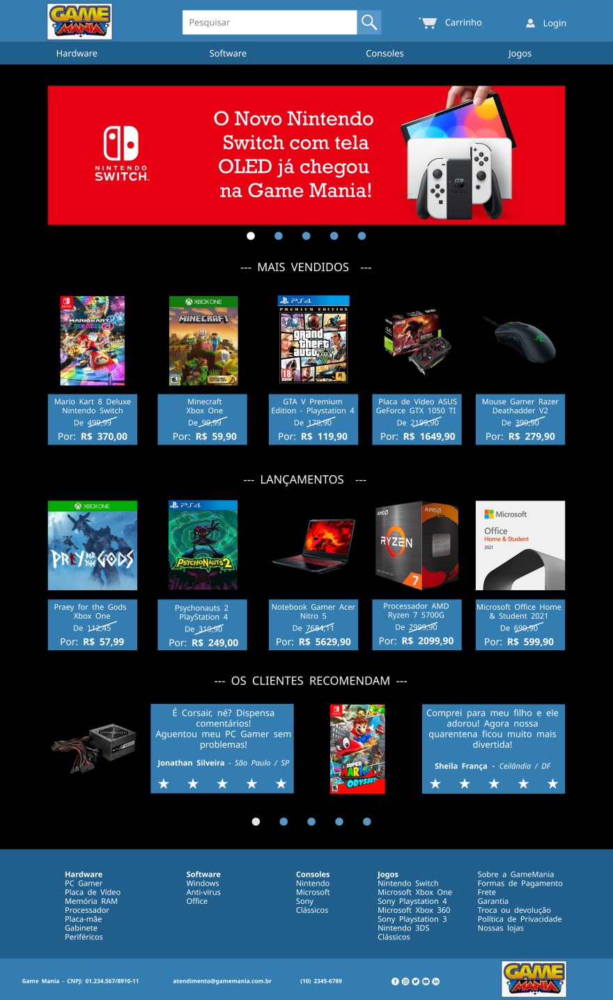 GAME
MANIA
Pesquisar
Carrinho
Login
Hardware
Software
Consoles
Jogos
NINTENDO
SWITCH
O Novo Nintendo
Switch com tela
OLED já chegou
na Game Mania!
--- MAIS VENDIDOS ---
MARIOKART 8
DELUXE
XBOX ONE
MINECRAFT
PS4
PREMIUM EDITION
grand
theft
auto V
18
Mario Kart 8 Deluxe
Nintendo Switch
De 499,99
Por: R$ 370,00
Minecraft
Xbox One
De 99,99
Por: R$ 59,90
GTA V Premium
Edition - Playstation 4
De 178,90
Por: R$ 119,90
Placa de Vídeo ASUS
GeForce GTX 1050 TI
De 2199,90
Por: R$ 1649,90
Mouse Gamer Razer
Deathadder V2
De 399,90
Por: R$ 279,90
--- LANÇAMENTOS ---
XBOX ONE
PREY FOR THE GODS
PS4
PSYCHONAUTS 2
AMD
AMD
RYZEN
7
Microsoft
Office
Home & Student
2021
Praey for the Gods
Xbox One
De 112,45
Por: R$ 57,99
Psychonauts 2
PlayStation 4
De 319,90
Por: R$ 249,00
Notebook Gamer Acer
Nitro 5
De 7684,11
Por: R$ 5629,90
Processador AMD
Ryzen 7 5700G
De 2999,90
Por: R$ 2099,90
Microsoft Office Home
& Student 2021
De 699,90
Por: R$ 599,90
--- OS CLIENTES RECOMENDAM ---
É Corsair, né? Dispensa
comentários!
Aguentou meu PC Gamer sem
problemas!
Jonathan Silveira - São Paulo / SP
SUPER
MARIO
ODYSSEY
Comprei para meu filho e ele
adorou! Agora nossa
quarentena ficou muito mais
divertida!
Sheila França - Ceilândia / DF
Hardware
PC Gamer
Placa de Vídeo
Memória RAM
Processador
Placa-mãe
Gabinete
Periféricos
Software
Windows
Anti-virus
Office
Consoles
Nintendo
Microsoft
Sony
Clássicos
Jogos
Nintendo Switch
Microsoft Xbox One
Sony Playstation 4
Microsoft Xbox 360
Sony Playstation 3
Nintendo 3DS
Clássicos
Sobre a GameMania
Formas de Pagamento
Frete
Garantia
Troca ou devolução
Política de Privacidade
Nossas lojas
Game Mania - CNPJ: 01.234.567/8910-11
atendimento@gamemania.com.br
(10) 2345-6789
GAME
MANIA